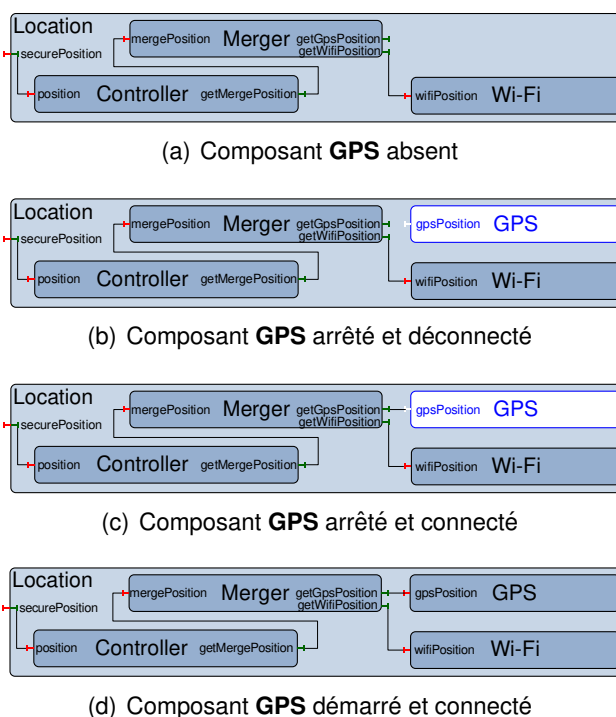 Location
mergePosition Merger getGpsPosition
getWifiPosition
securePosition
position Controller getMergePosition
wifiPosition Wi-Fi
(a) Composant GPS absent
Location
mergePosition Merger getGpsPosition
getWifiPosition
gpsPosition GPS
securePosition
position Controller getMergePosition
wifiPosition Wi-Fi
(b) Composant GPS arrêté et déconnecté
Location
mergePosition Merger getGpsPosition
getWifiPosition
gpsPosition GPS
securePosition
position Controller getMergePosition
wifiPosition Wi-Fi
(c) Composant GPS arrêté et connecté
Location
mergePosition Merger getGpsPosition
getWifiPosition
gpsPosition GPS
securePosition
position Controller getMergePosition
wifiPosition Wi-Fi
(d) Composant GPS démarré et connecté